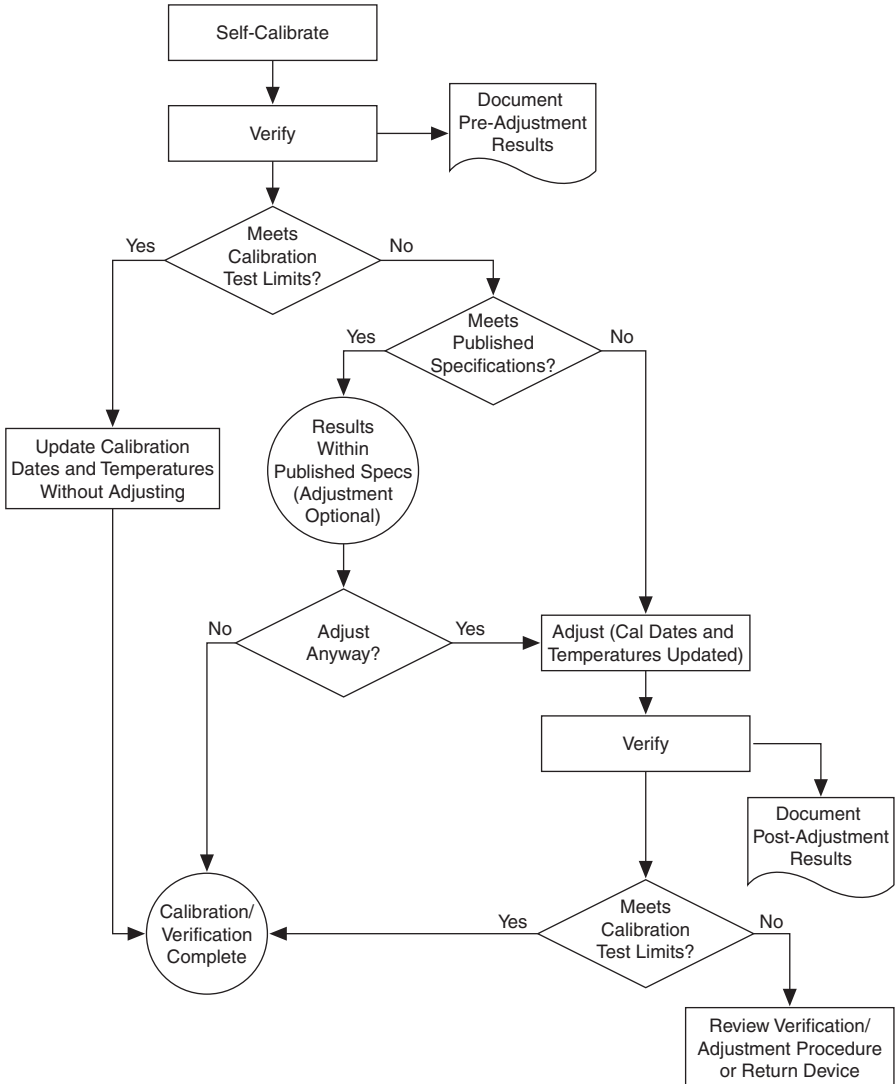 Self-Calibrate
Verify
Document
Pre-Adjustment
Results
Meets
Calibration
Test Limits?
Yes
No
Meets
Published
Specifications?
Yes
No
Update Calibration
Dates and Temperatures
Without Adjusting
Results
Within
Published Specs
(Adjustment
Optional)
Adjust
Anyway?
No
Yes
Adjust (Cal Dates and
Temperatures Updated)
Verify
Document
Post-Adjustment
Results
Calibration/
Verification
Complete
Yes
Meets
Calibration
Test Limits?
No
Review Verification/
Adjustment Procedure
or Return Device